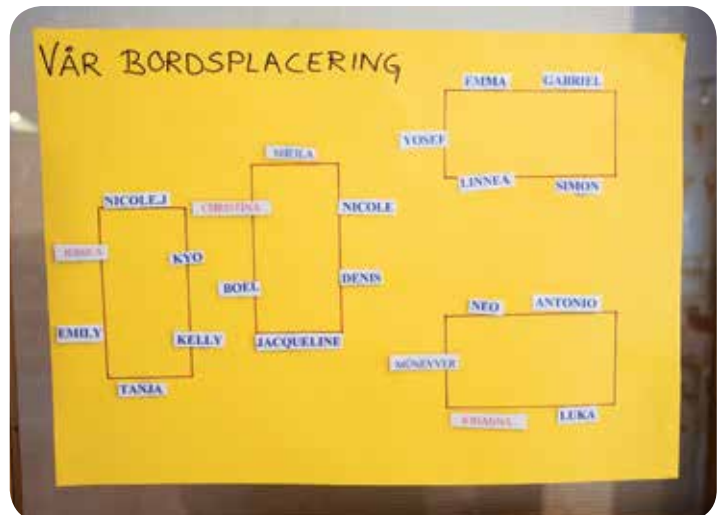 VÅR BORDSPLACERING
EMMA GABRIEL
YOSEF
LINNEA SIMON
SHEILA
CHRISTINA NICOLE
BOEL DENIS
JACQUELINE
NICOLE.J
KYO
EMILY KELLY
TANJA
NEO ANTONIO
MÜNEVVER
LUKA